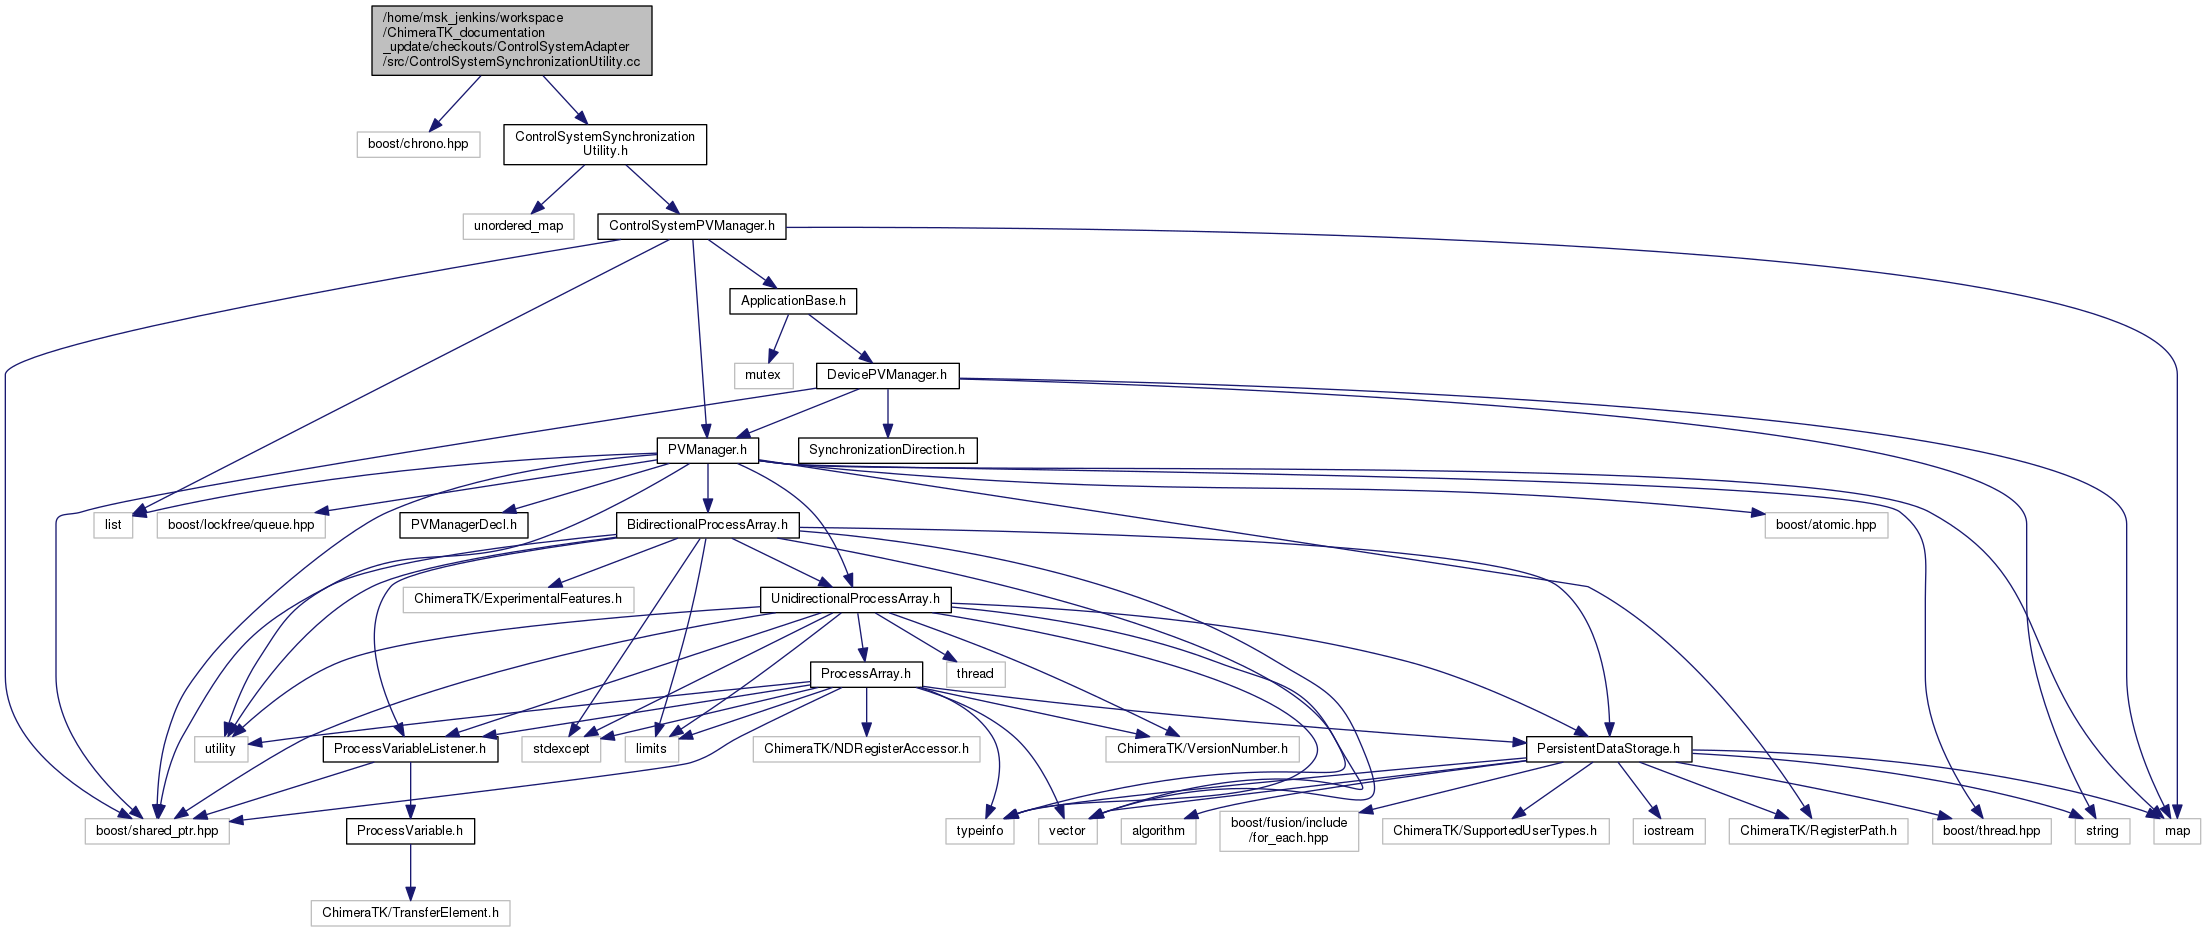 /home/msk_jenkins/workspace
/ChimeraTK_documentation
_update/checkouts/ControlSystemAdapter
/src/ControlSystemSynchronizationUtility.cc
boost/chrono.hpp
ControlSystemSynchronization
Utility.h
unordered_map
ControlSystemPVManager.h
ApplicationBase.h
mutex
DevicePVManager.h
PVManager.h
SynchronizationDirection.h
list
boost/lockfree/queue.hpp
PVManagerDecl.h
BidirectionalProcessArray.h
boost/atomic.hpp
ChimeraTK/ExperimentalFeatures.h
UnidirectionalProcessArray.h
ProcessArray.h
thread
utility
ProcessVariableListener.h
stdexcept
limits
ChimeraTK/NDRegisterAccessor.h
ChimeraTK/VersionNumber.h
PersistentDataStorage.h
boost/shared_ptr.hpp
ProcessVariable.h
typeinfo
vector
algorithm
boost/fusion/include
/for_each.hpp
ChimeraTK/SupportedUserTypes.h
iostream
ChimeraTK/RegisterPath.h
boost/thread.hpp
string
map
ChimeraTK/TransferElement.h